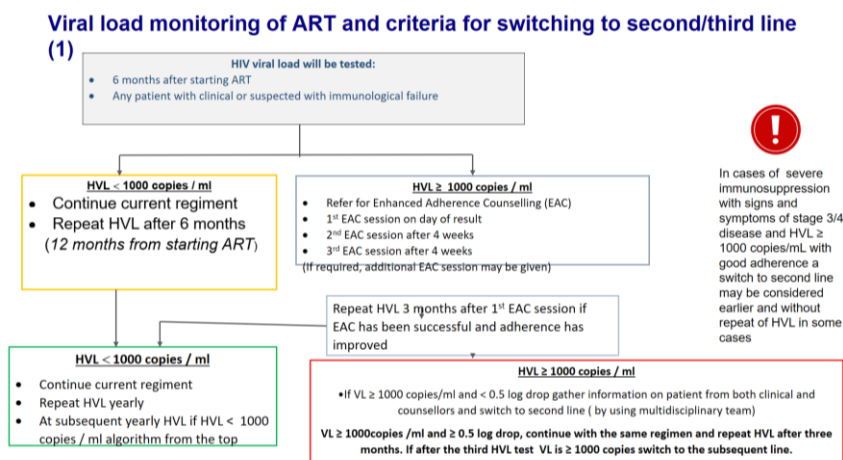 Viral load monitoring of ART and criteria for switching to second/third line
(1)
HIV viral load will be tested:
• 6 months after starting ART
• Any patient with clinical or suspected with immunological failure
HVL < 1000 copies / ml
• Continue current regiment
• Repeat HVL after 6 months
(12 months from starting ART)
HVL ≥ 1000 copies / ml
• Refer for Enhanced Adherence Counselling (EAC)
• 1st EAC session on day of result
• 2nd EAC session after 4 weeks
• 3rd EAC session after 4 weeks
(If required, additional EAC session may be given)
!
In cases of severe
immunosuppression
with signs and
symptoms of stage 3/4
disease and HVL ≥
1000 copies/mL with
good adherence a
switch to second line
may be considered
earlier and without
repeat of HVL in some
cases
Repeat HVL 3 months after 1st EAC session if
EAC has been successful and adherence has
improved
HVL < 1000 copies / ml
• Continue current regiment
• Repeat HVL yearly
• At subsequent yearly HVL if HVL < 1000
copies / ml algorithm from the top
HVL ≥ 1000 copies / ml
•If VL ≥ 1000 copies/ml and < 0.5 log drop gather information on patient from both clinical and
counsellors and switch to second line ( by using multidisciplinary team)
VL ≥ 1000copies /ml and ≥ 0.5 log drop, continue with the same regimen and repeat HVL after three
months. If after the third HVL test VL is ≥ 1000 copies switch to the subsequent line.